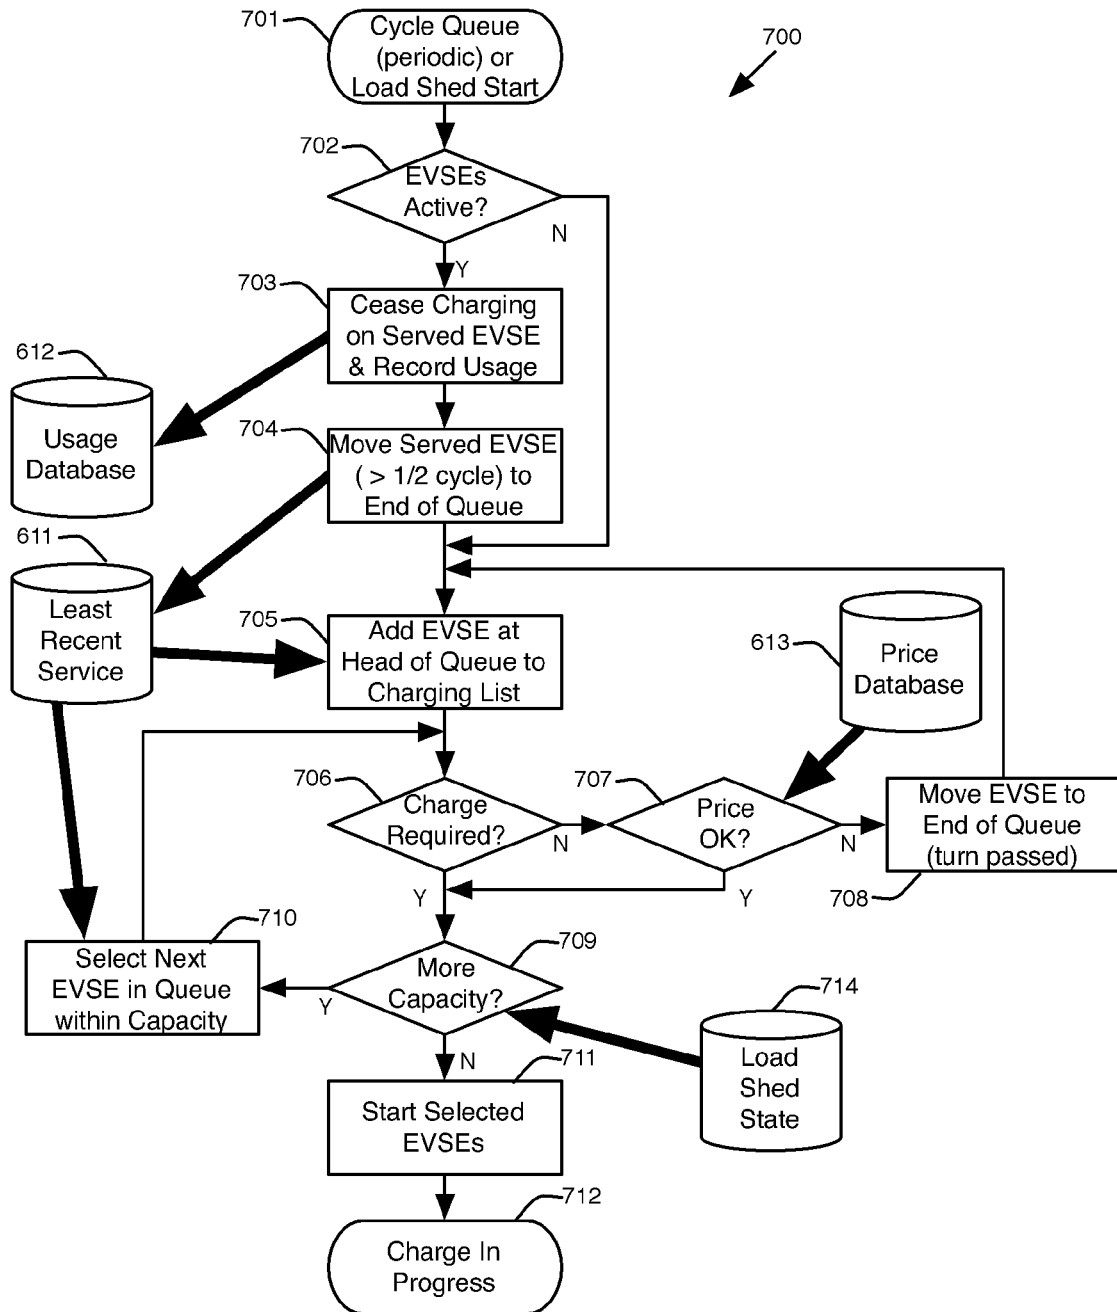 701
Cycle Queue
(periodic) or
Load Shed Start
700
702
EVSEs
Active?
N
Y
703
Cease Charging
on Served EVSE
& Record Usage
612
Usage
Database
704
Move Served EVSE
( > 1/2 cycle) to
End of Queue
611
Least
Recent
Service
705
Add EVSE at
Head of Queue to
Charging List
613
Price
Database
706
Charge
Required?
N
Y
707
Price
OK?
N
Y
Move EVSE to
End of Queue
(turn passed)
708
710
Select Next
EVSE in Queue
within Capacity
709
More
Capacity?
Y
N
714
Load
Shed
State
711
Start Selected
EVSEs
712
Charge In
Progress